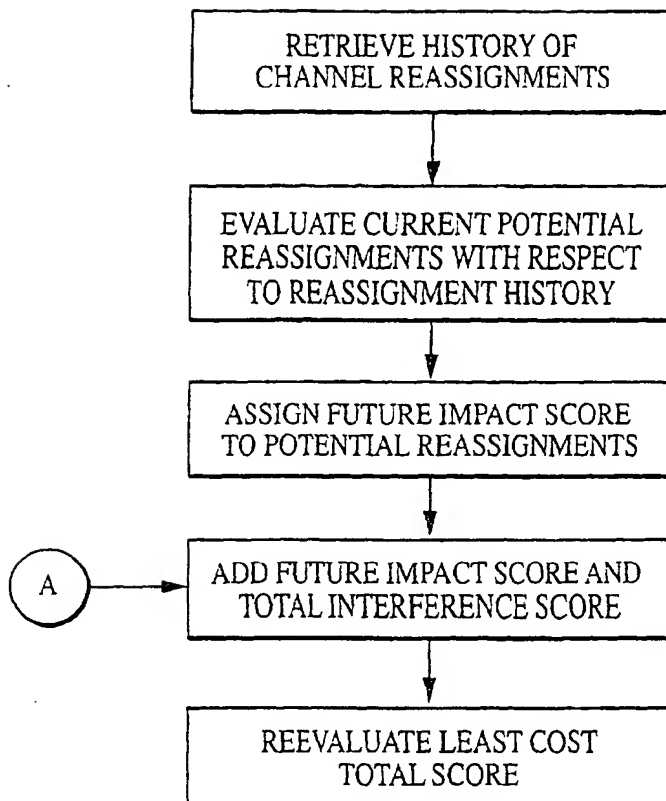 RETRIEVE HISTORY OF
CHANNEL REASSIGNMENTS
EVALUATE CURRENT POTENTIAL
REASSIGNMENTS WITH RESPECT
TO REASSIGNMENT HISTORY
ASSIGN FUTURE IMPACT SCORE
TO POTENTIAL REASSIGNMENTS
A
ADD FUTURE IMPACT SCORE AND
TOTAL INTERFERENCE SCORE
REEVALUATE LEAST COST
TOTAL SCORE